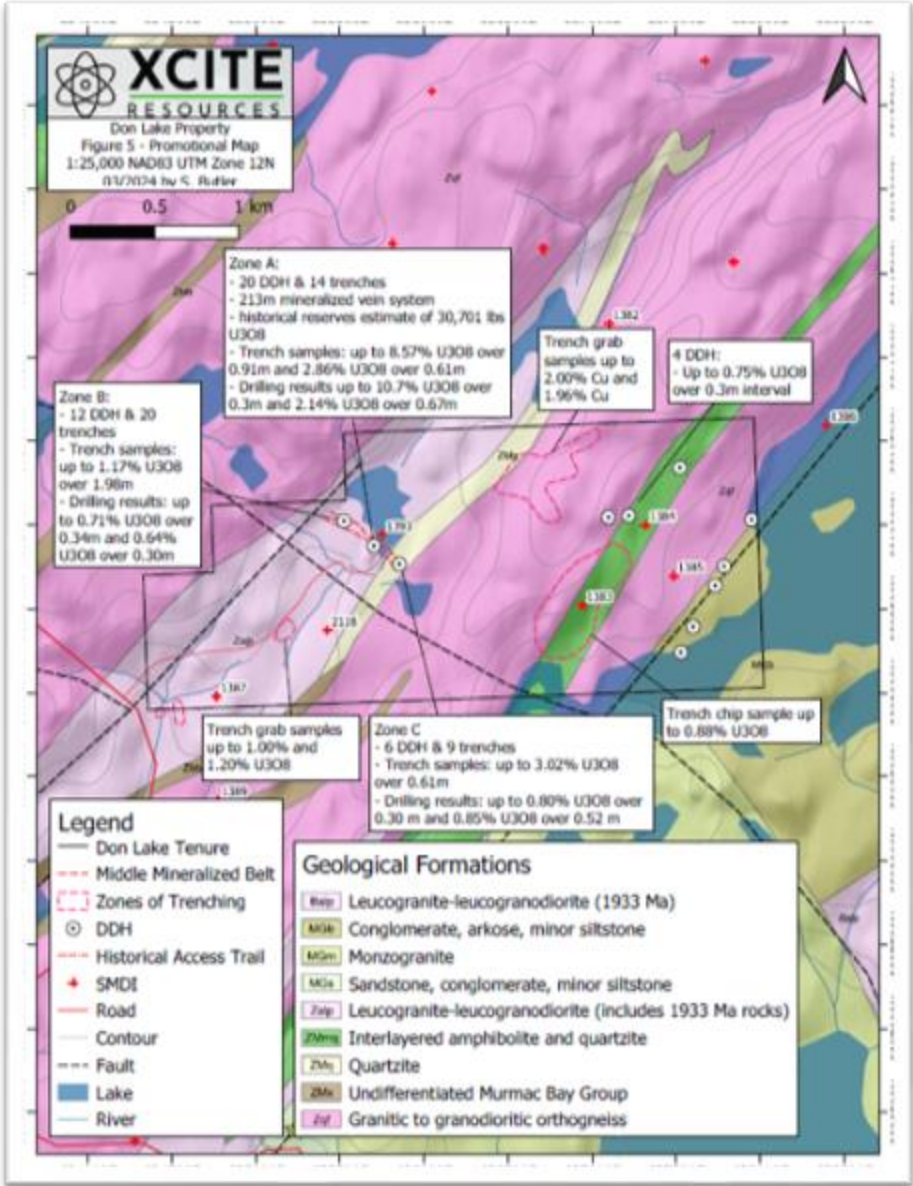 XCITE
RESOURCES
Don Lake Property
Figure 5 - Promotional Map
1:25,000 NAD83 UTM Zone 12N
03/2024 by S. Butler
0 0.5 1 km
Zone A:
- 20 DDH & 14 trenches
- 213m mineralized vein system
- historical reserves estimate of 30,701 lbs
U3O8
- Trench samples: up to 8.57% U3O8 over
0.91m and 2.86% U3O8 over 0.61m
- Drilling results up to 10.7% U3O8 over
0.3m and 2.14% U3O8 over 0.67m
1382
Trench grab
samples up to
2.00% Cu and
1.96% Cu
4 DDH:
- Up to 0.75% U3O8
over 0.3m interval
Zone B:
- 12 DDH & 20
trenches
- Trench samples:
up to 1.17% U3O8
over 1.98m
- Drilling results: up
to 0.71% U3O8 over
0.34m and 0.64%
U3O8 over 0.30m
1386
ZMq
Zgf
1393
1384
1385
1383
2118
Zalp
MGb
1387
Trench grab samples
up to 1.00% and
1.20% U3O8
Zone C
- 6 DDH & 9 trenches
- Trench samples: up to 3.02% U3O8
over 0.61m
- Drilling results: up to 0.80% U3O8 over
0.30 m and 0.85% U3O8 over 0.52 m
Trench chip sample up
to 0.88% U3O8
1389
Legend
Don Lake Tenure
Middle Mineralized Belt
Zones of Trenching
DDH
Historical Access Trail
SMDI
Road
Contour
Fault
Lake
River
Geological Formations
Leucogranite-leucogranodiorite (1933 Ma)
MGb Conglomerate, arkose, minor siltstone
MGm Monzogranite
MGs Sandstone, conglomerate, minor siltstone
Zalp Leucogranite-leucogranodiorite (includes 1933 Ma rocks)
Interlayered amphibolite and quartzite
ZMq Quartzite
ZMx Undifferentiated Murmac Bay Group
Zgf Granitic to granodioritic orthogneiss